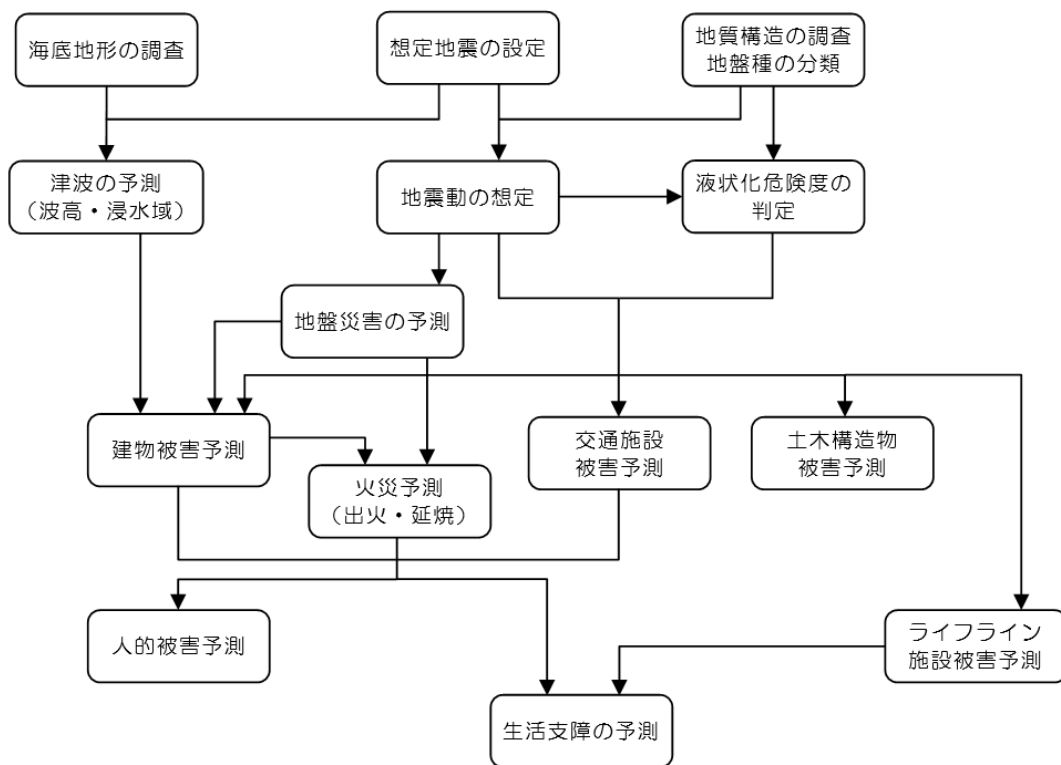 海底地形の調査
想定地震の設定
地質構造の調査
地盤種の分類
津波の予測
（波高・浸水域）
地震動の想定
液状化危険度の
判定
地盤災害の予測
建物被害予測
火災予測
（出火・延焼）
交通施設
被害予測
土木構造物
被害予測
人的被害予測
ライフライン
施設被害予測
生活支障の予測